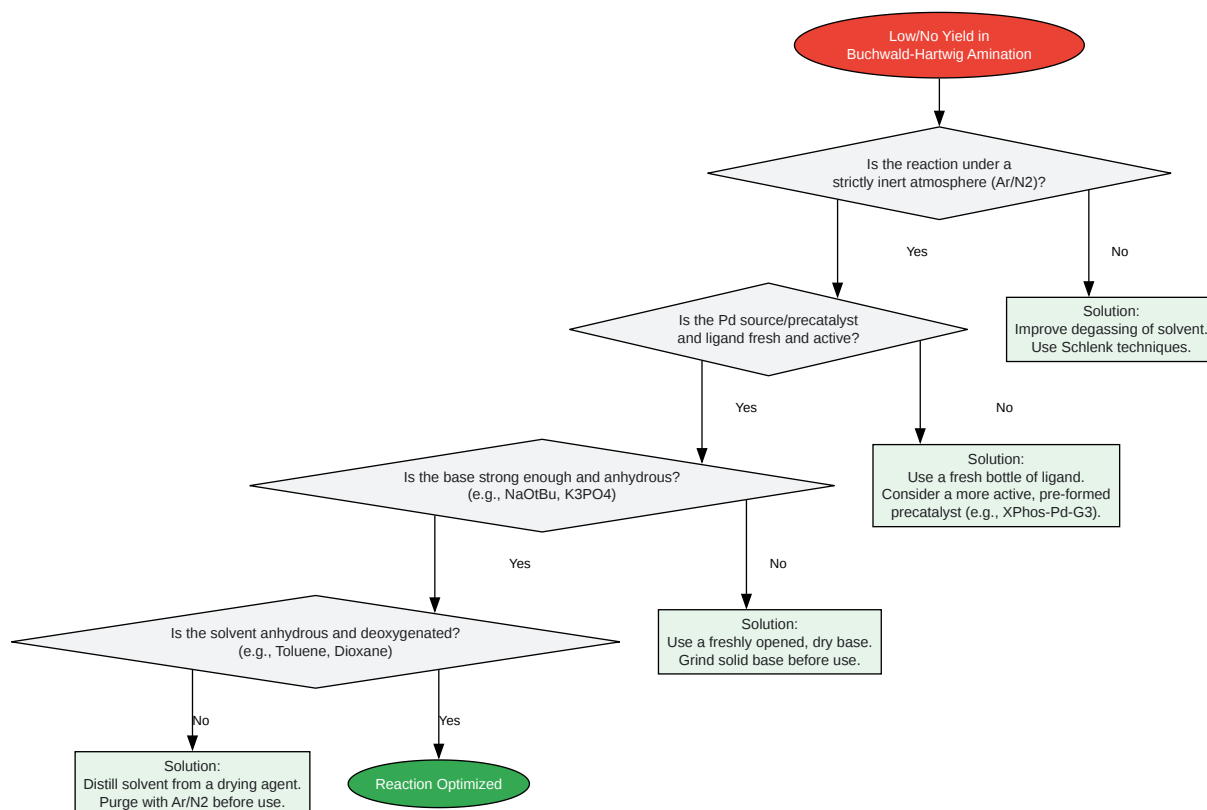 Low/No Yield in
Buchwald-Hartwig Amination
Is the reaction under a
strictly inert atmosphere (Ar/N2)?
Yes
No
Is the Pd source/precatalyst
and ligand fresh and active?
Solution:
Improve degassing of solvent.
Use Schlenk techniques.
Yes
No
Is the base strong enough and anhydrous?
(e.g., NaOtBu, K3PO4)
Solution:
Use a fresh bottle of ligand.
Consider a more active, pre-formed
precatalyst (e.g., XPhos-Pd-G3).
Yes
No
Is the solvent anhydrous and deoxygenated?
(e.g., Toluene, Dioxane)
Solution:
Use a freshly opened, dry base.
Grind solid base before use.
No
Yes
Solution:
Distill solvent from a drying agent.
Purge with Ar/N2 before use.
Reaction Optimized